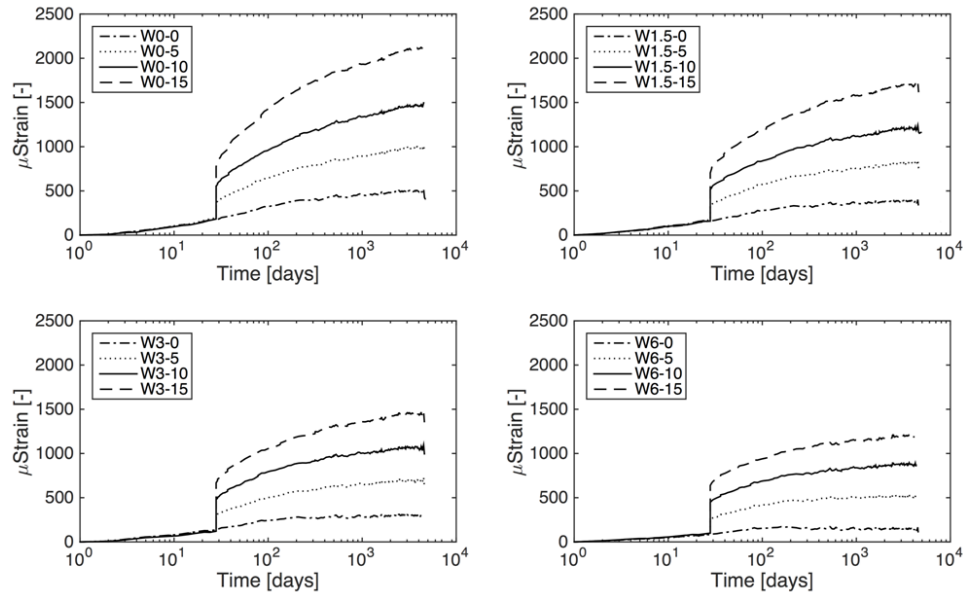 2500
2000
1500
1000
500
0
μStrain [-]
W0-0
W0-5
W0-10
W0-15
10^0
10^1
10^2
10^3
10^4
Time [days]
2500
2000
1500
1000
500
0
μStrain [-]
W1.5-0
W1.5-5
W1.5-10
W1.5-15
10^0
10^1
10^2
10^3
10^4
Time [days]
2500
2000
1500
1000
500
0
μStrain [-]
W3-0
W3-5
W3-10
W3-15
10^0
10^1
10^2
10^3
10^4
Time [days]
2500
2000
1500
1000
500
0
μStrain [-]
W6-0
W6-5
W6-10
W6-15
10^0
10^1
10^2
10^3
10^4
Time [days]